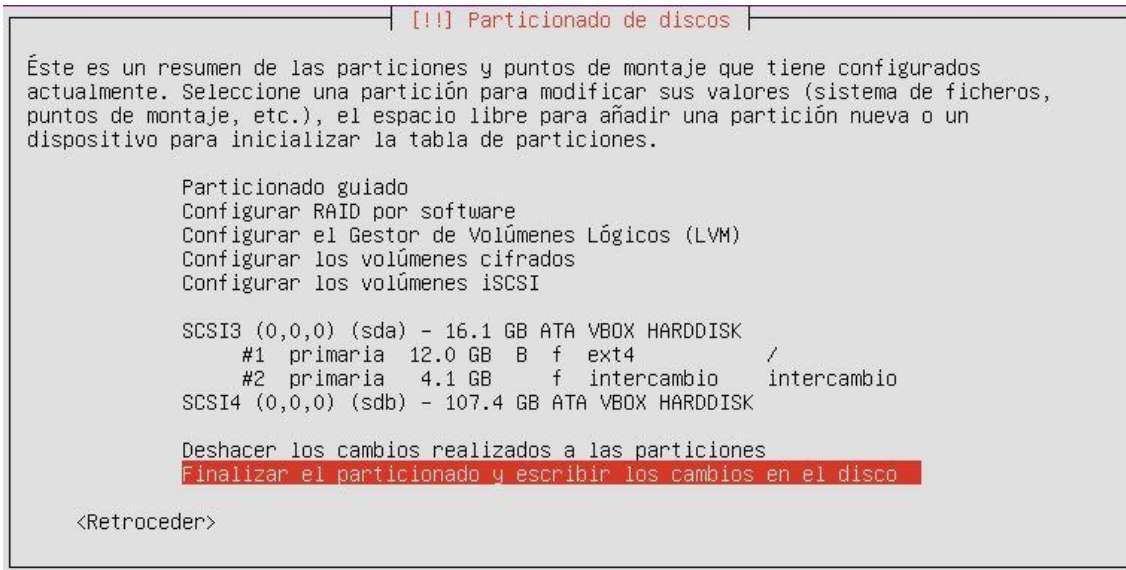 [!!] Particionado de discos
Éste es un resumen de las particiones y puntos de montaje que tiene configurados
actualmente. Seleccione una partición para modificar sus valores (sistema de ficheros,
puntos de montaje, etc.), el espacio libre para añadir una partición nueva o un
dispositivo para inicializar la tabla de particiones.
Particionado guiado
Configurar RAID por software
Configurar el Gestor de Volúmenes Lógicos (LVM)
Configurar los volúmenes cifrados
Configurar los volúmenes iSCSI
SCSI3 (0,0,0) (sda) - 16.1 GB ATA VBOX HARDDISK
#1 primaria 12.0 GB B f ext4 /
#2 primaria 4.1 GB f intercambio intercambio
SCSI4 (0,0,0) (sdb) - 107.4 GB ATA VBOX HARDDISK
Deshacer los cambios realizados a las particiones
Finalizar el particionado y escribir los cambios en el disco
<Retroceder>